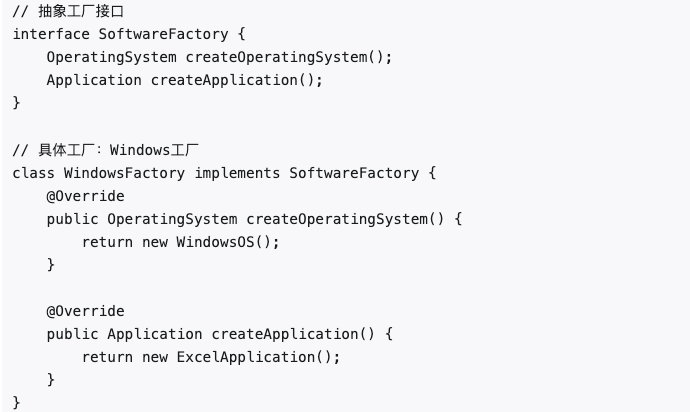 // 抽象工厂接口
interface SoftwareFactory {
    OperatingSystem createOperatingSystem();
    Application createApplication();
}

// 具体工厂：Windows工厂
class WindowsFactory implements SoftwareFactory {
    @Override
    public OperatingSystem createOperatingSystem() {
        return new WindowsOS();
    }

    @Override
    public Application createApplication() {
        return new ExcelApplication();
    }
}